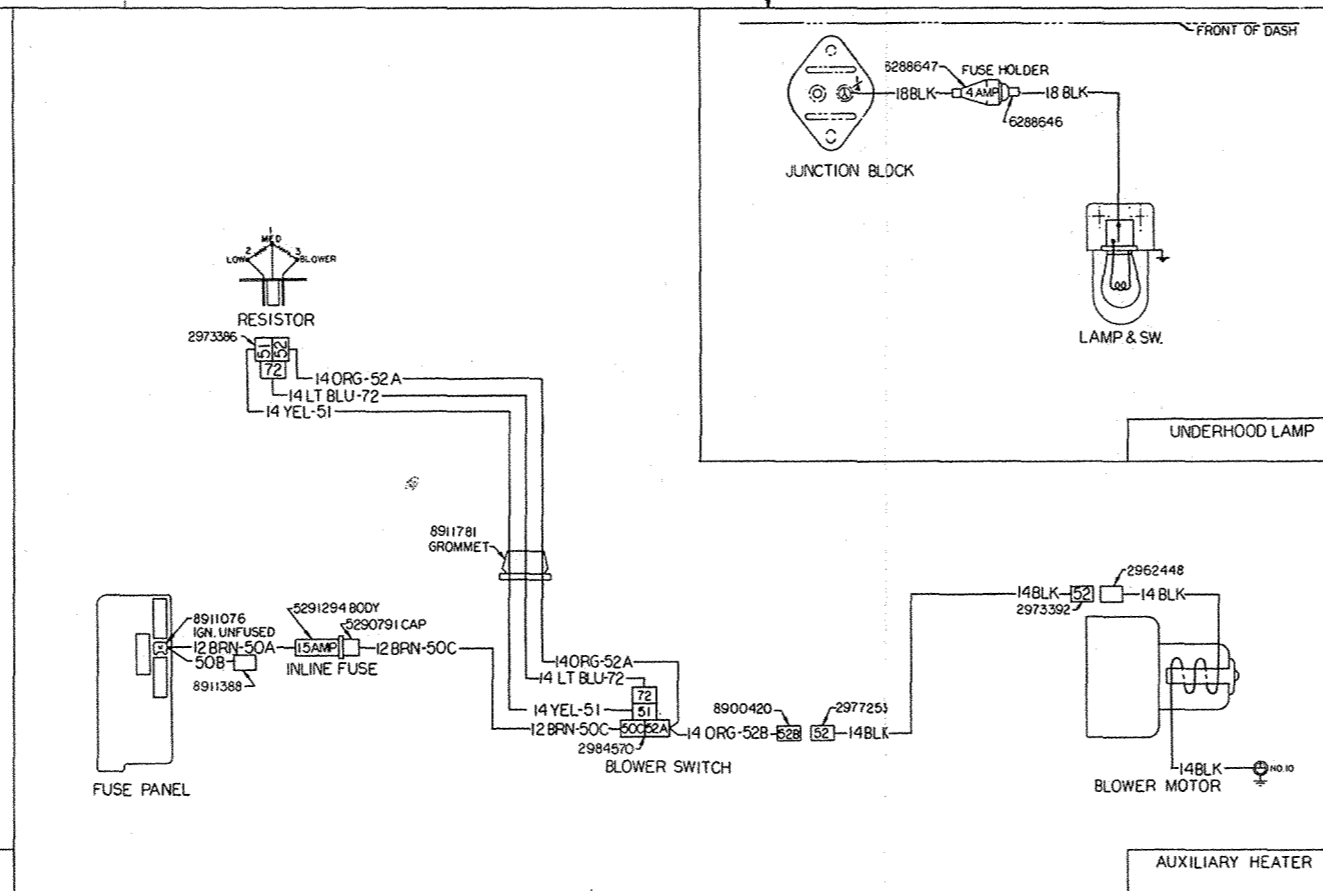 FRONT OF DASH
6288647
FUSE HOLDER
18BLK
4 AMP
18 BLK
6288646
JUNCTION BLOCK
LAMP & SW.
UNDERHOOD LAMP
1
MED
2
3
LOW
BLOWER
RESISTOR
2973386
51
52
72
14 ORG-52A
14 LT BLU-72
14 YEL-51
8911781
GROMMET
8911076
IGN. UNFUSED
12 BRN-50A
50B
8911388
5291294 BODY
5290791 CAP
15AMP
12 BRN-50C
INLINE FUSE
FUSE PANEL
14ORG-52A
14 LT BLU-72
14 YEL-51
12BRN-50C
72
51
50C
52A
2984570
BLOWER SWITCH
14 ORG-52B
8900420
52B
52
14BLK
14BLK
52
2973392
2962448
14 BLK
14BLK
NO.10
BLOWER MOTOR
AUXILIARY HEATER